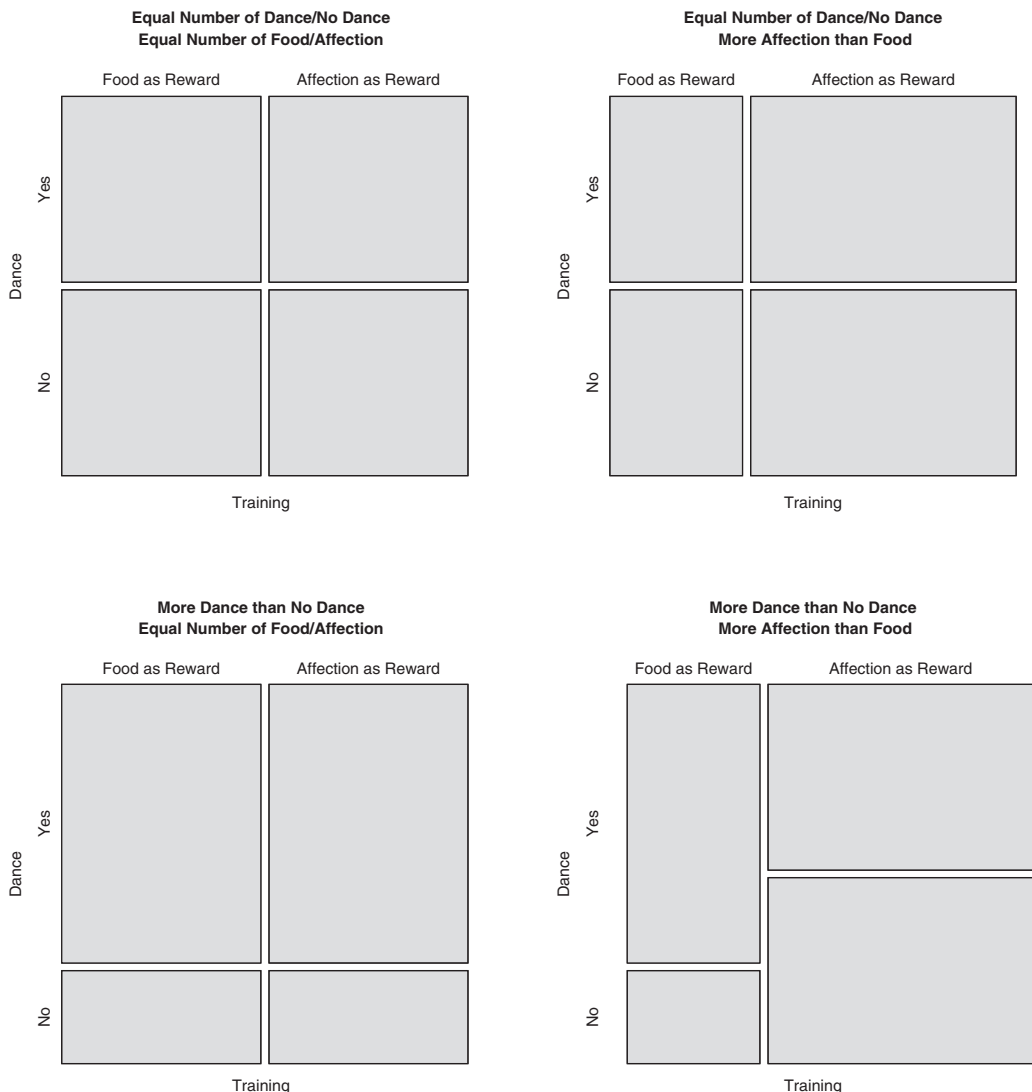 Equal Number of Dance/No Dance
Equal Number of Food/Affection
Food as Reward Affection as Reward
Yes
Dance
No
Training
Equal Number of Dance/No Dance
More Affection than Food
Food as Reward Affection as Reward
Yes
Dance
No
Training
More Dance than No Dance
Equal Number of Food/Affection
Food as Reward Affection as Reward
Yes
Dance
No
Training
More Dance than No Dance
More Affection than Food
Food as Reward Affection as Reward
Yes
Dance
No
Training